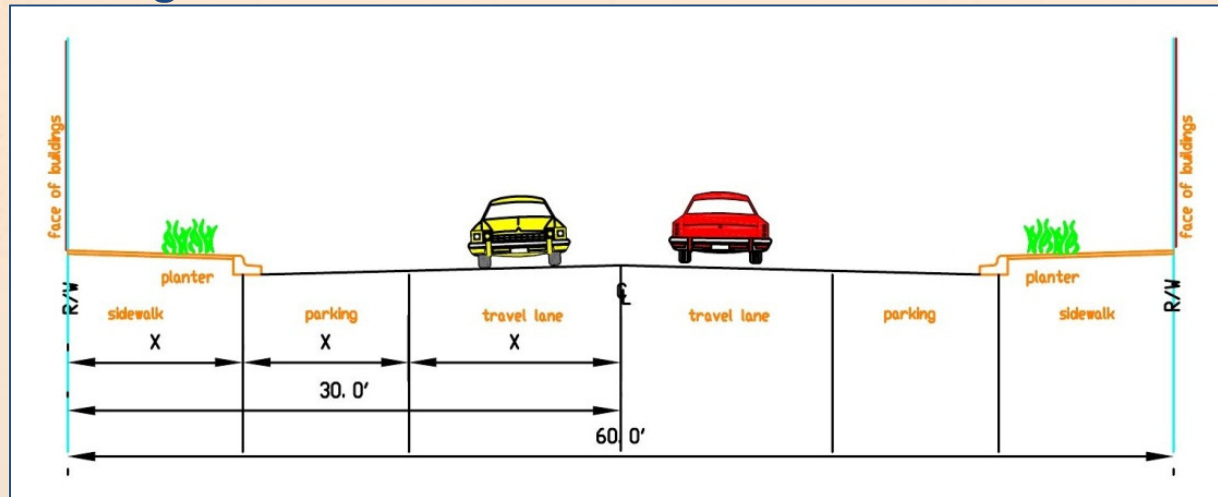 face of buildings
face of buildings
planter
planter
R/W
℄
R/W
sidewalk
parking
travel lane
travel lane
parking
sidewalk
X
X
X
30.0'
60.0'